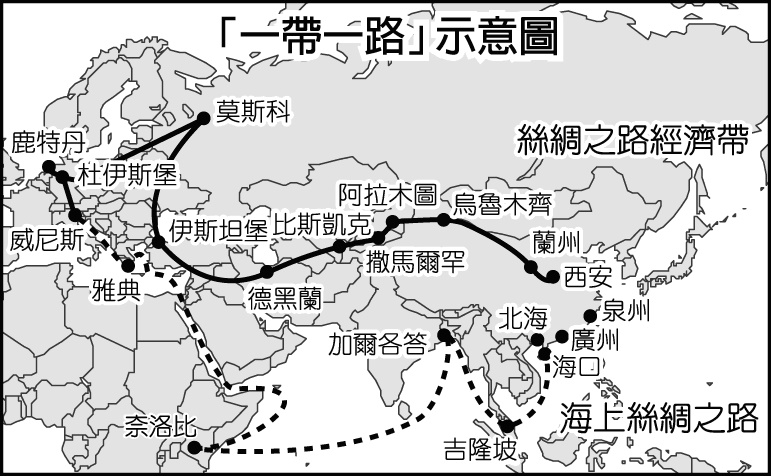 「一帶一路」示意圖
莫斯科
鹿特丹
絲綢之路經濟帶
杜伊斯堡
阿拉木圖
烏魯木齊
威尼斯
伊斯坦堡
比斯凱克
蘭州
撒馬爾罕
西安
雅典
德黑蘭
泉州
北海
加爾各答
廣州
海口
奈洛比
海上絲綢之路
吉隆坡